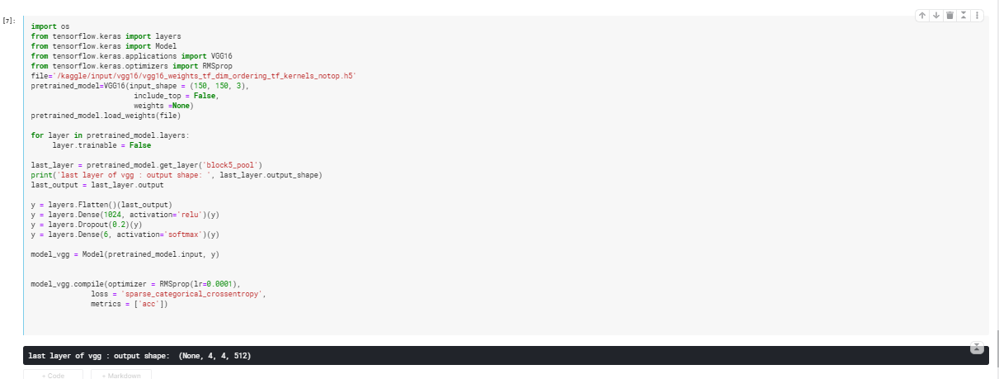 [7]:
import os
from tensorflow.keras import layers
from tensorflow.keras import Model
from tensorflow.keras.applications import VGG16
from tensorflow.keras.optimizers import RMSprop
file='/kaggle/input/vgg16/vgg16_weights_tf_dim_ordering_tf_kernels_notop.h5'
pretrained_model=VGG16(input_shape = (150, 150, 3),
include_top = False,
weights =None)
pretrained_model.load_weights(file)
for layer in pretrained_model.layers:
layer.trainable = False
last_layer = pretrained_model.get_layer('block5_pool')
print('last layer of vgg : output shape: ', last_layer.output_shape)
last_output = last_layer.output
y = layers.Flatten()(last_output)
y = layers.Dense(1024, activation='relu')(y)
y = layers.Dropout(0.2)(y)
y = layers.Dense(6, activation='softmax')(y)
model_vgg = Model(pretrained_model.input, y)
model_vgg.compile(optimizer = RMSprop(lr=0.0001),
loss = 'sparse_categorical_crossentropy',
metrics = ['acc'])
last layer of vgg : output shape:  (None, 4, 4, 512)
+ Code
+ Markdown